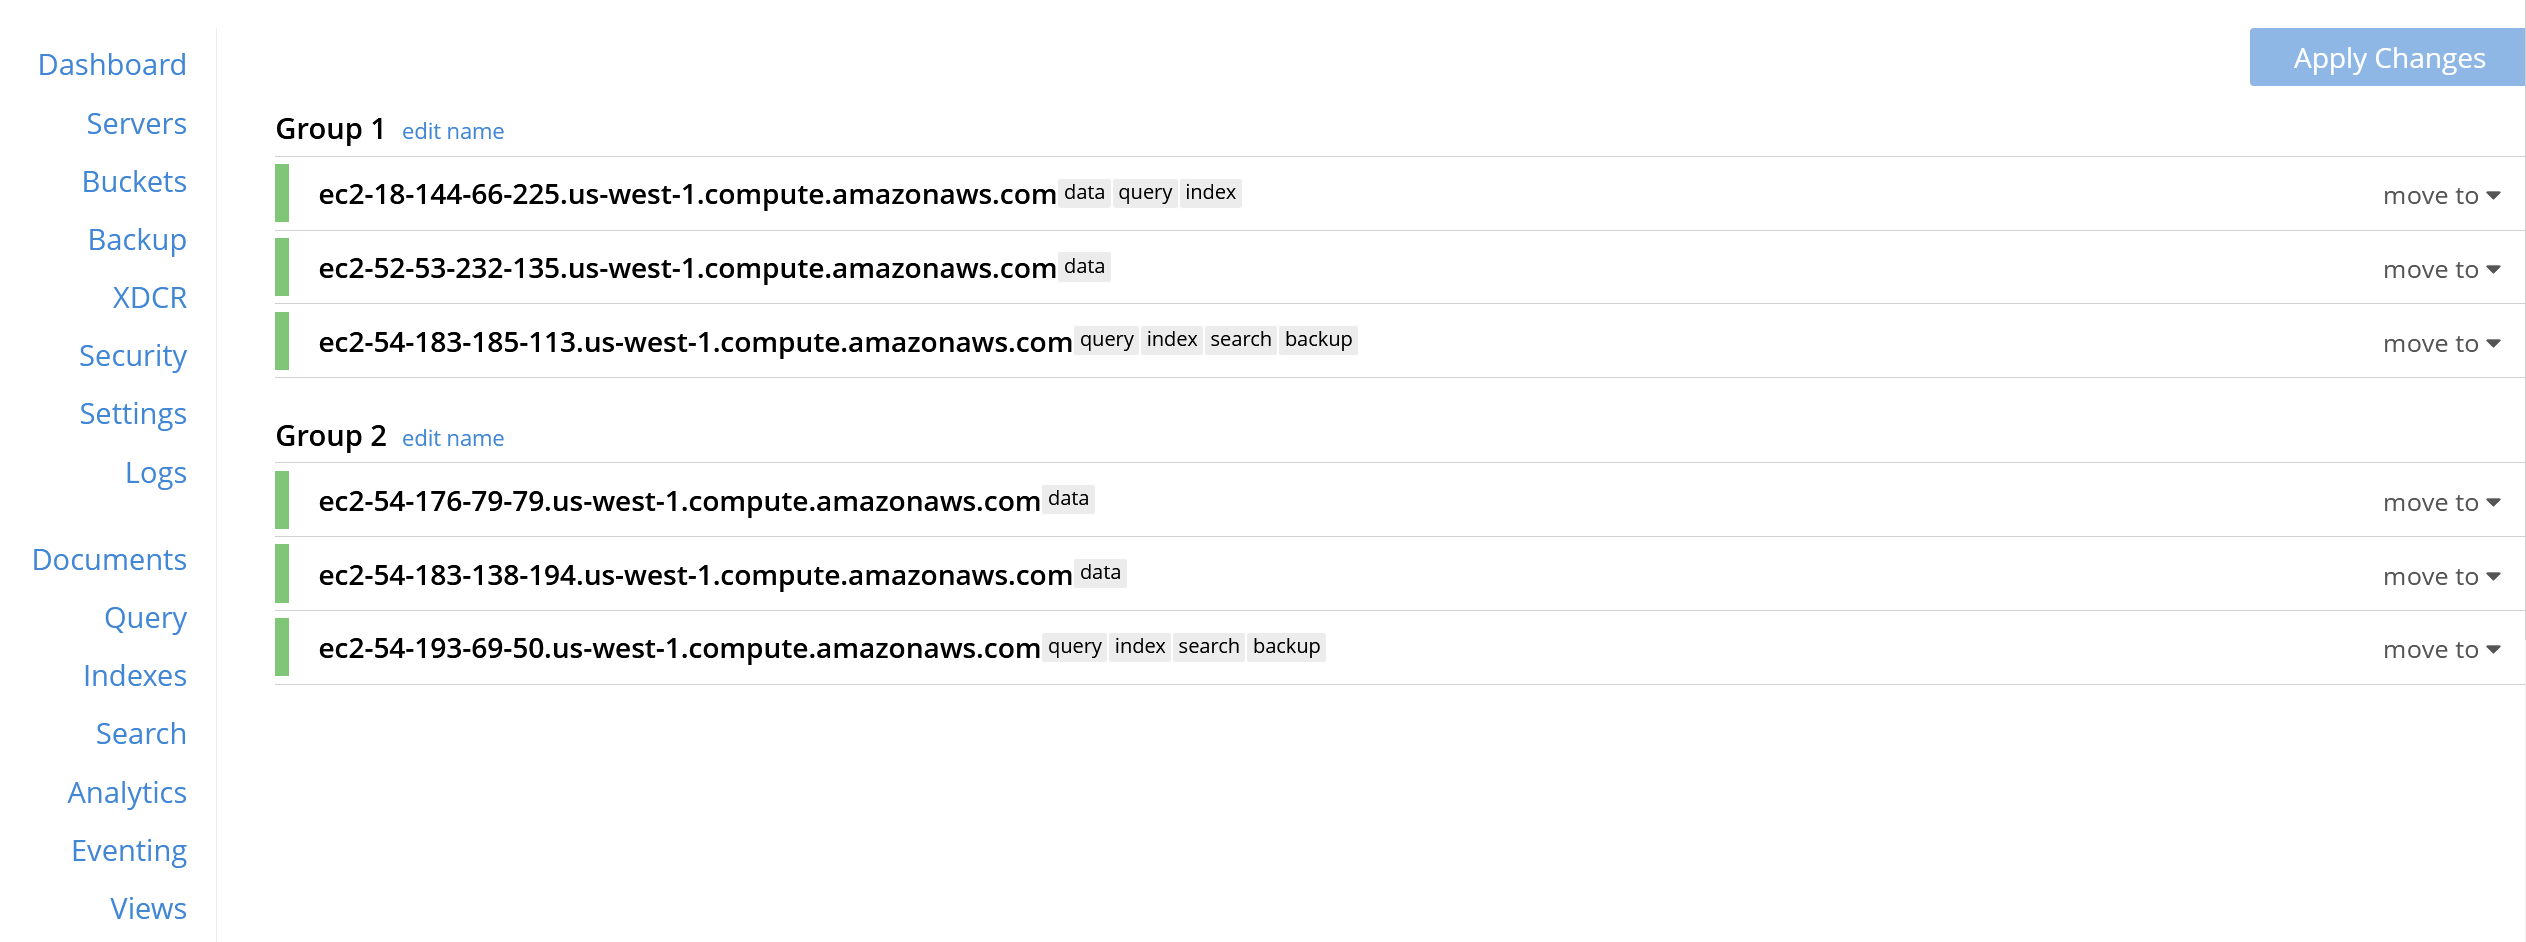 Dashboard
Servers
Buckets
Backup
XDCR
Security
Settings
Logs
Documents
Query
Indexes
Search
Analytics
Eventing
Views
Apply Changes
Group 1 edit name
ec2-18-144-66-225.us-west-1.compute.amazonaws.com data query index move to
ec2-52-53-232-135.us-west-1.compute.amazonaws.com data move to
ec2-54-183-185-113.us-west-1.compute.amazonaws.com query index search backup move to
Group 2 edit name
ec2-54-176-79-79.us-west-1.compute.amazonaws.com data move to
ec2-54-183-138-194.us-west-1.compute.amazonaws.com data move to
ec2-54-193-69-50.us-west-1.compute.amazonaws.com query index search backup move to